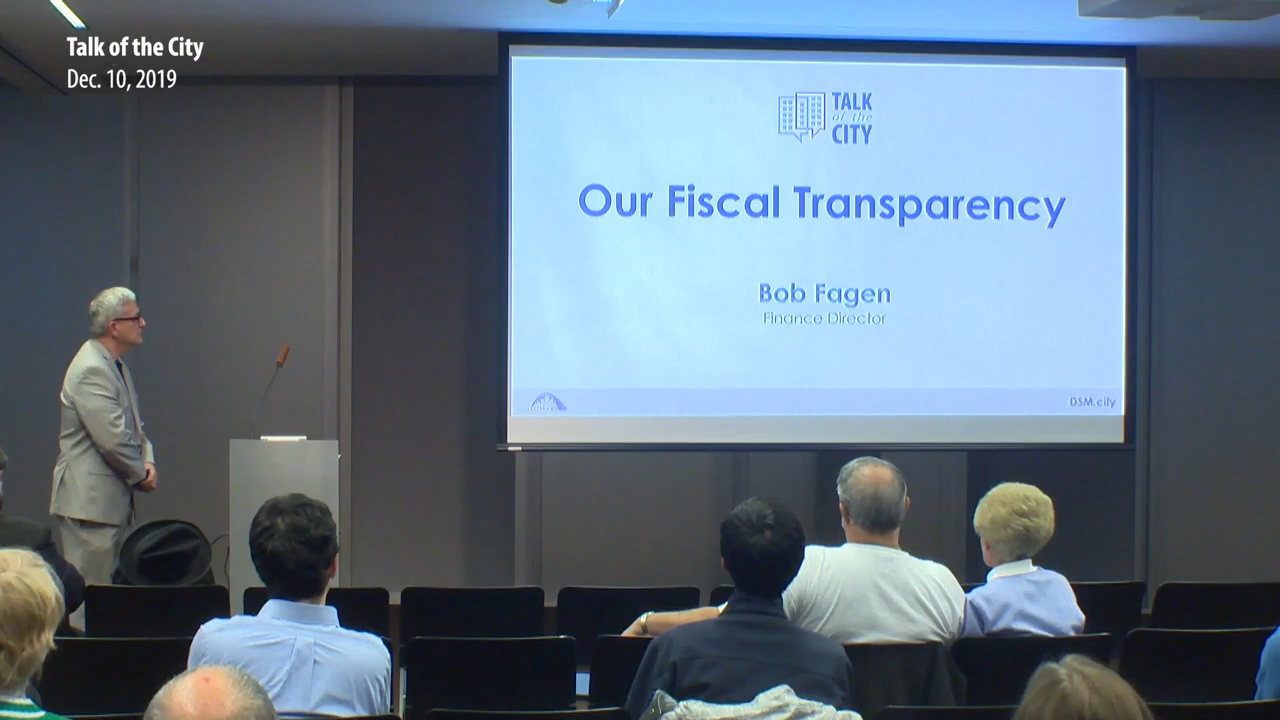 Talk of the City
Dec. 10, 2019
TALK
of the
CITY
Our Fiscal Transparency
Bob Fagen
Finance Director
DSM.city